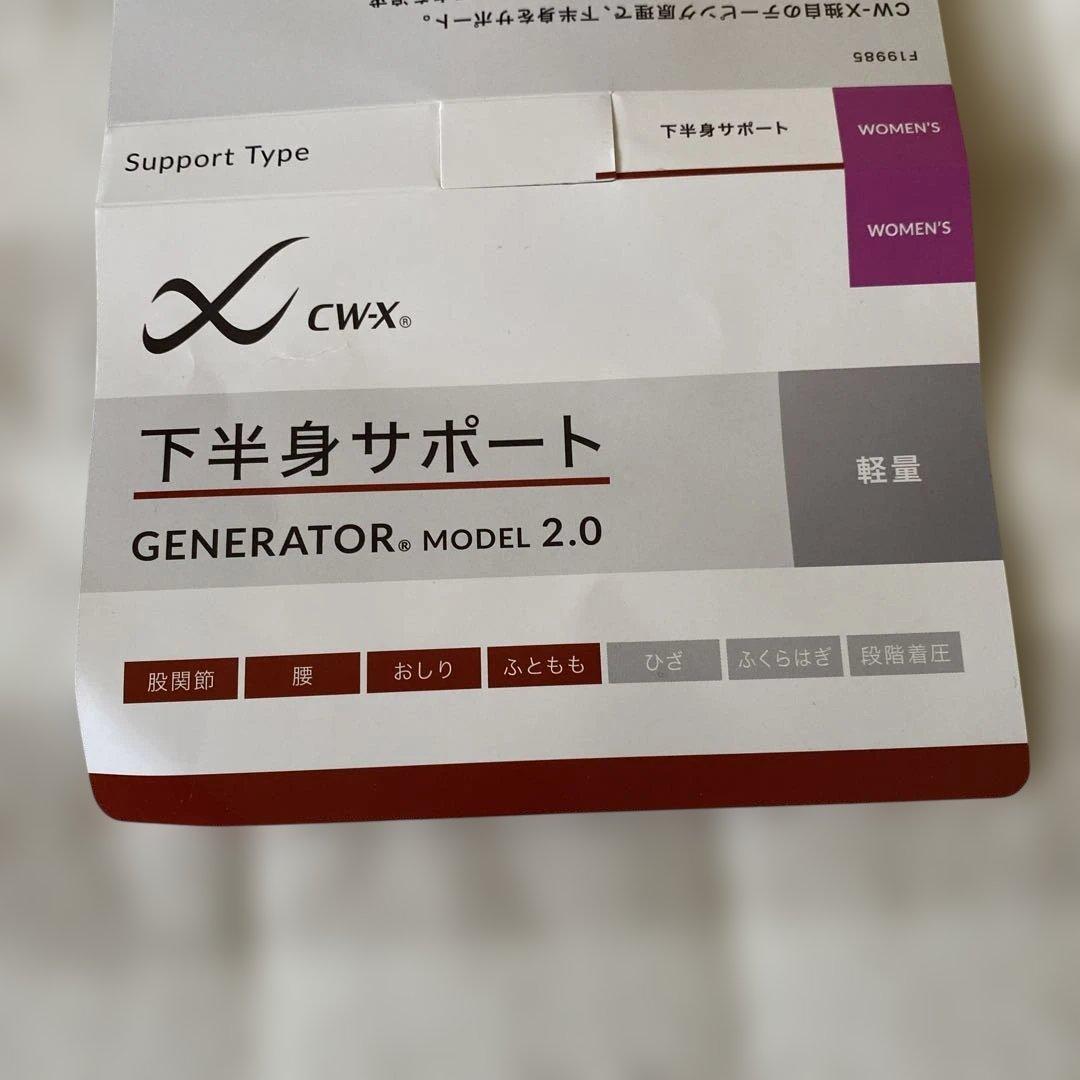 CW-X独自のテーピング原理で、下半身をサポート。
F19985
Support Type
下半身サポート
WOMEN'S
WOMEN'S
CW-X®
下半身サポート
軽量
GENERATOR® MODEL 2.0
股関節 腰 おしり ふともも ひざ ふくらはぎ 段階着圧